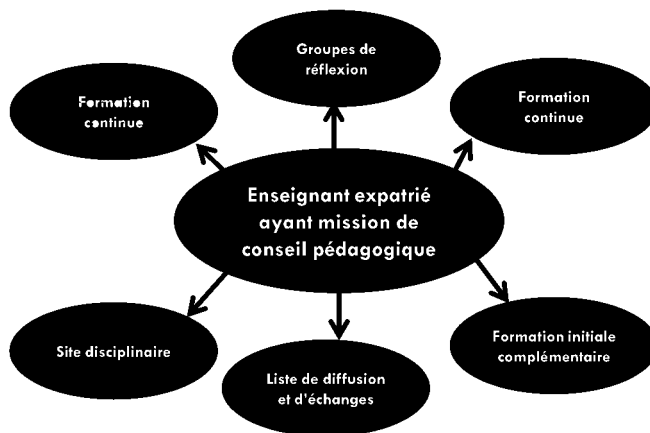 Groupes de
réflexion
Formation
continue
Formation
continue
Enseignant expatrié
ayant mission de
conseil pédagogique
Site disciplinaire
Liste de diffusion
et d'échanges
Formation initiale
complémentaire